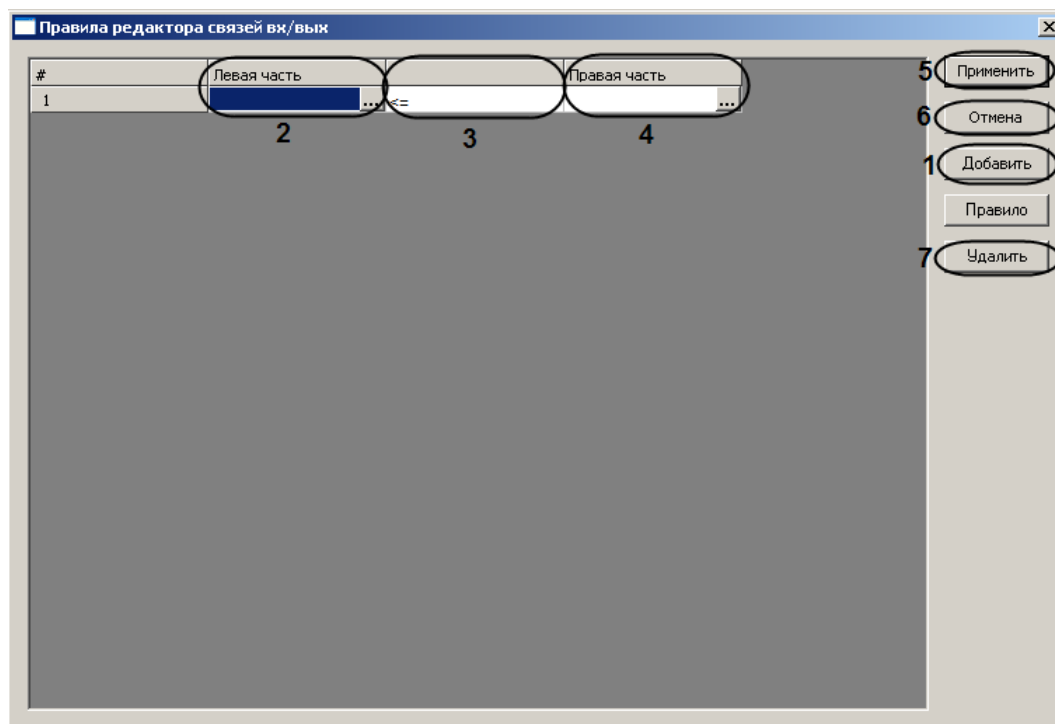 Правила редактора связей вх/вых
# Левая часть Правая часть
1 ... <= ...
2 3 4
5 Применить
6 Отмена
1 Добавить
Правило
7 Удалить